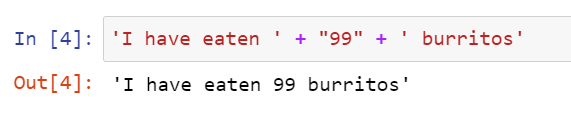 In [4]: 'I have eaten ' + "99" + ' burritos'
Out[4]: 'I have eaten 99 burritos'